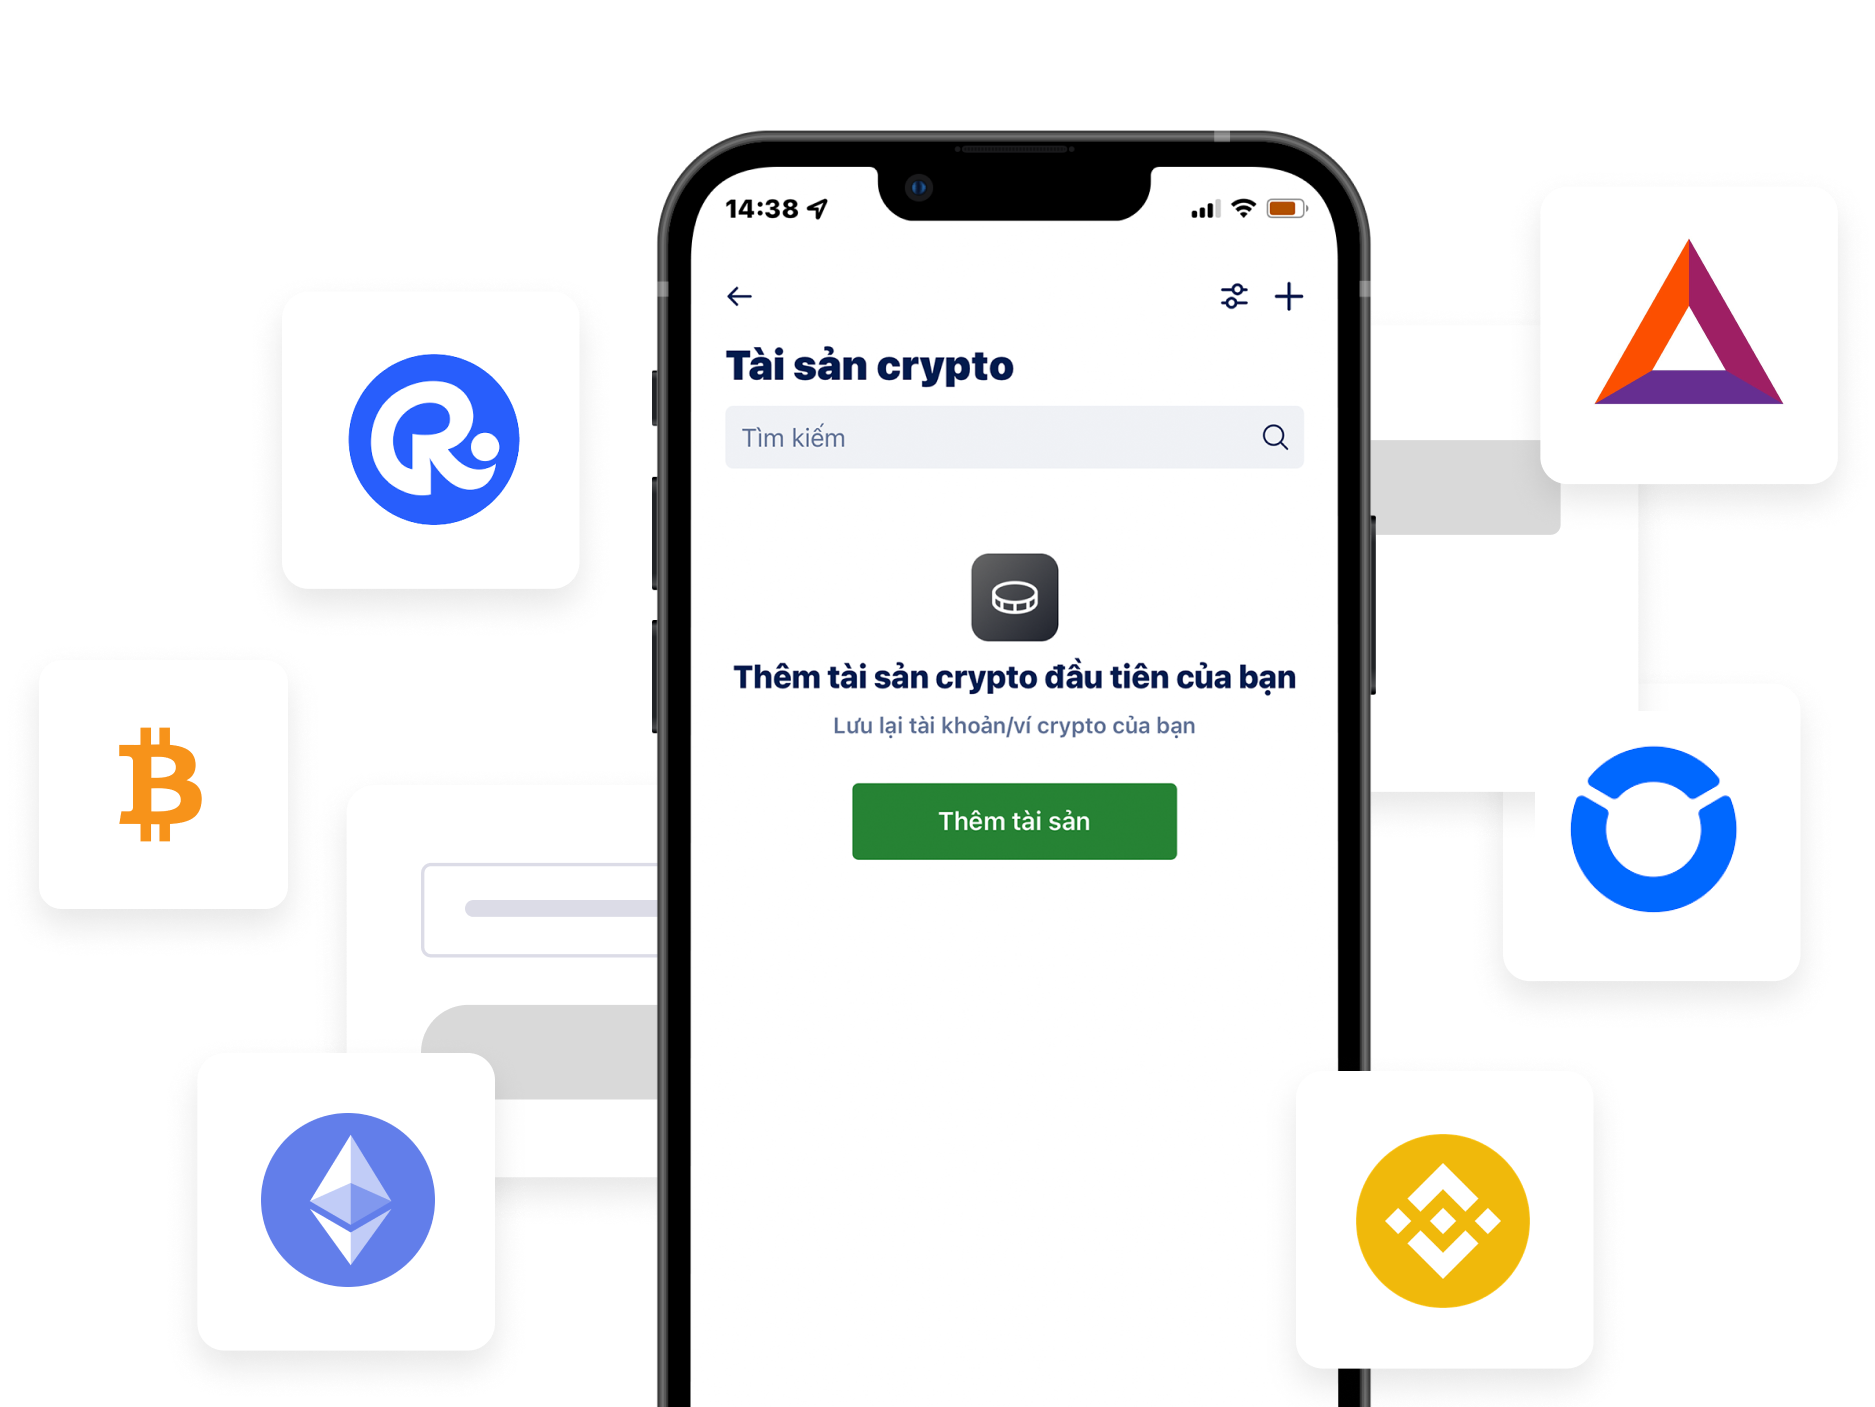 14:38
Tài sản crypto
Tìm kiếm
Thêm tài sản crypto đầu tiên của bạn
Lưu lại tài khoản/ví crypto của bạn
Thêm tài sản